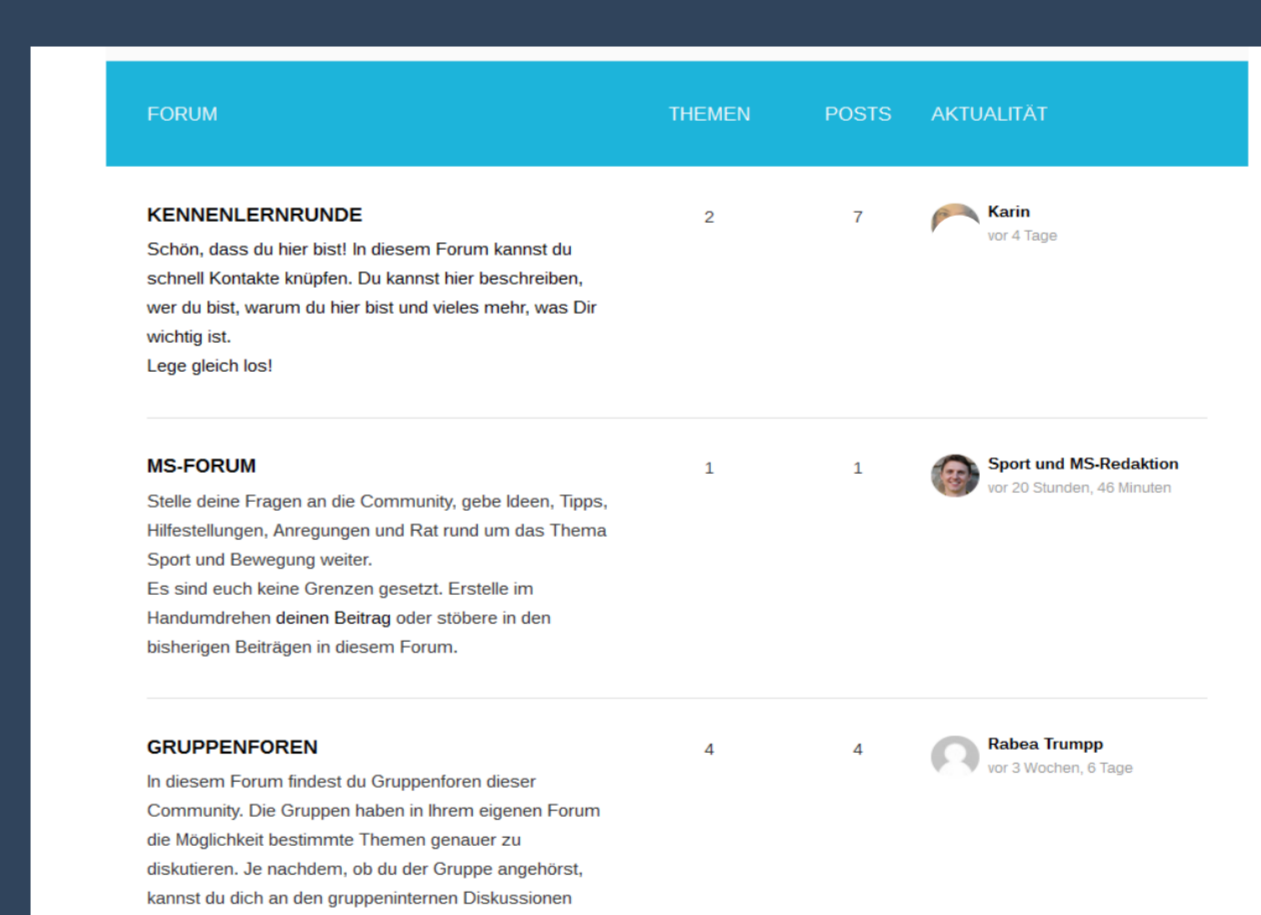 FORUM THEMEN POSTS AKTUALITÄT
KENNENLERNRUNDE 2 7 Karin
vor 4 Tage
Schön, dass du hier bist! In diesem Forum kannst du
schnell Kontakte knüpfen. Du kannst hier beschreiben,
wer du bist, warum du hier bist und vieles mehr, was Dir
wichtig ist.
Lege gleich los!
MS-FORUM 1 1 Sport und MS-Redaktion
vor 20 Stunden, 46 Minuten
Stelle deine Fragen an die Community, gebe Ideen, Tipps,
Hilfestellungen, Anregungen und Rat rund um das Thema
Sport und Bewegung weiter.
Es sind euch keine Grenzen gesetzt. Erstelle im
Handumdrehen deinen Beitrag oder stöbere in den
bisherigen Beiträgen in diesem Forum.
GRUPPENFOREN 4 4 Rabea Trumpp
vor 3 Wochen, 6 Tage
In diesem Forum findest du Gruppenforen dieser
Community. Die Gruppen haben in Ihrem eigenen Forum
die Möglichkeit bestimmte Themen genauer zu
diskutieren. Je nachdem, ob du der Gruppe angehörst,
kannst du dich an den gruppeninternen Diskussionen